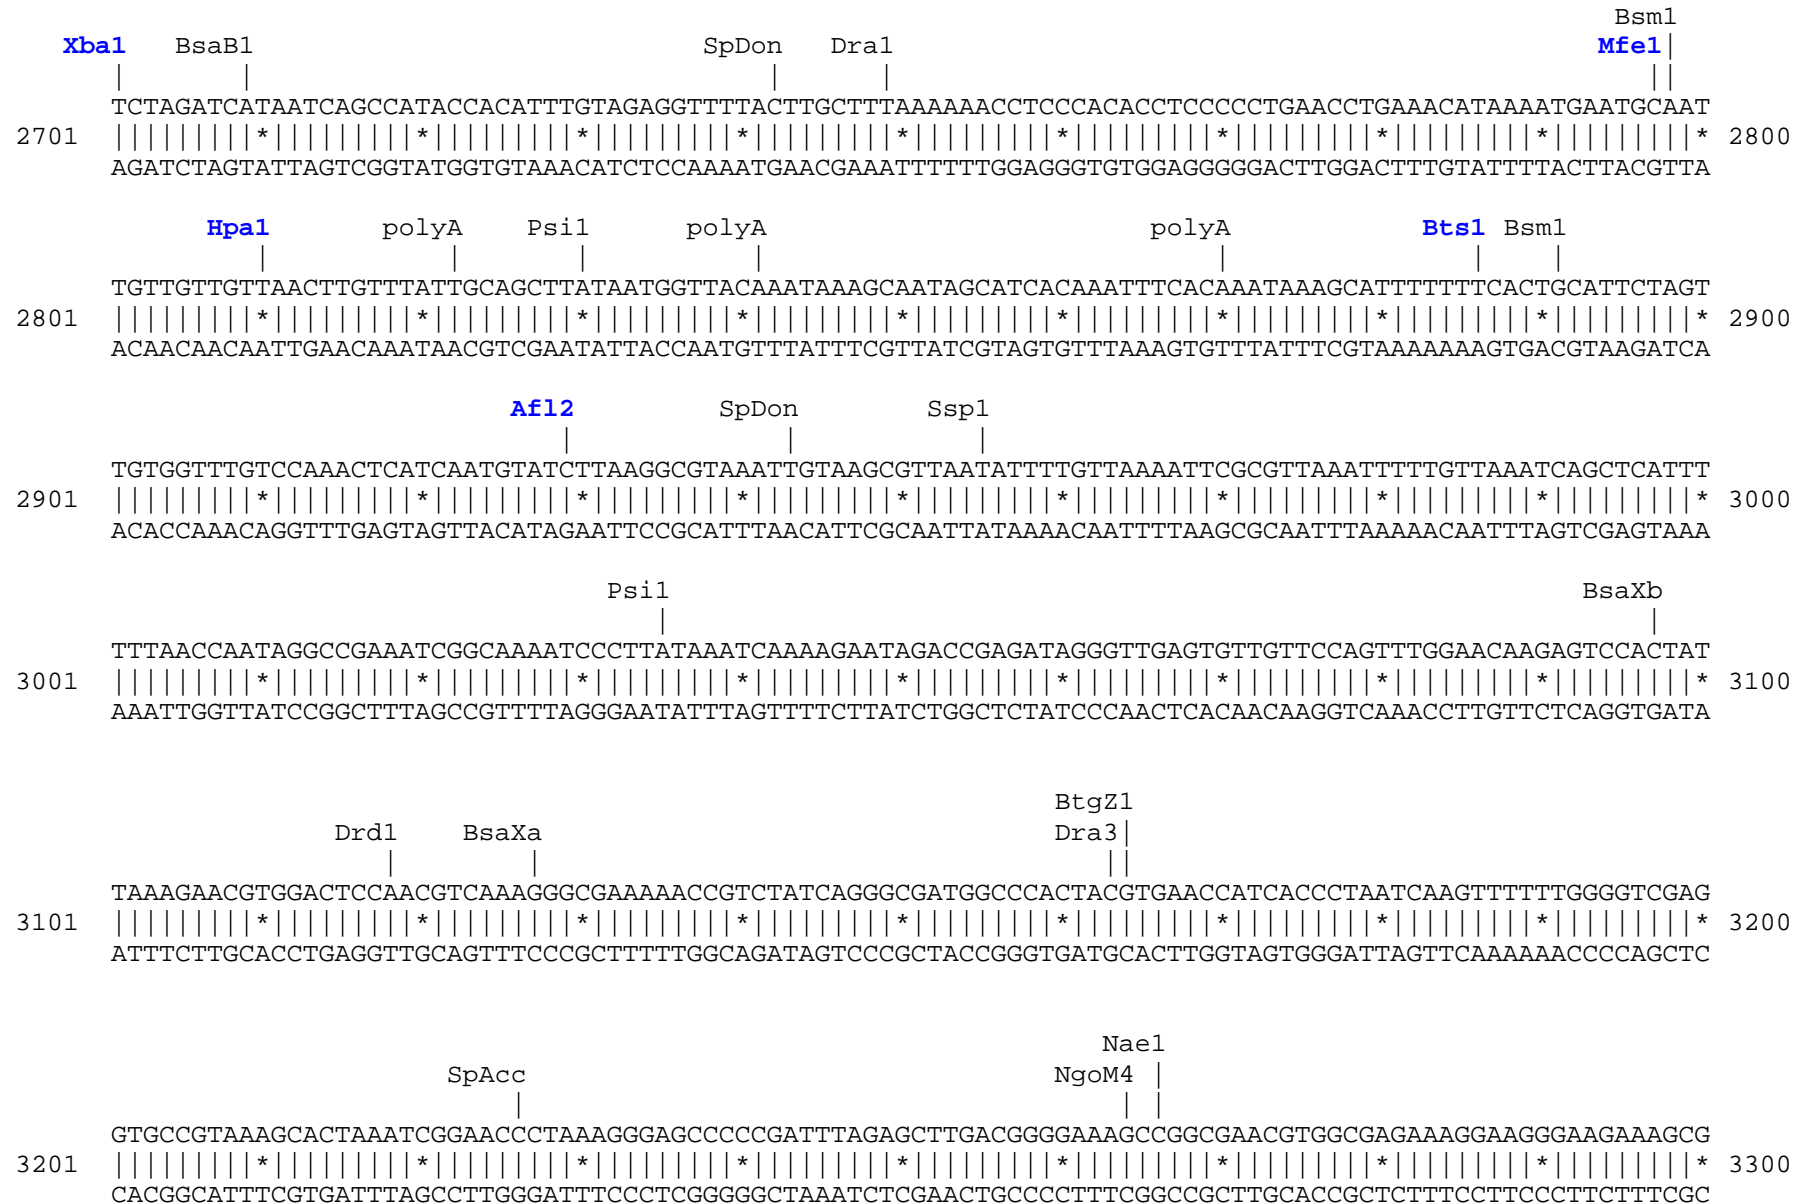 Bsm1
Xba1 BsaB1 SpDon Dra1 Mfe1|
| | | | ||
TCTAGATCATAATCAGCCATACCACATTTGTAGAGGTTTTACTTGCTTTAAAAAACCTCCCACACCTCCCCCTGAACCTGAAACATAAAATGAATGCAAT
2701 |||||||||*|||||||||*|||||||||*|||||||||*|||||||||*|||||||||*|||||||||*|||||||||*|||||||||*|||||||||* 2800
AGATCTAGTATTAGTCGGTATGGTGTAAACATCTCCAAAATGAACGAAATTTTTTGGAGGGTGTGGAGGGGGACTTGGACTTTGTATTTTACTTACGTTA
Hpa1 polyA Psi1 polyA polyA Bts1 Bsm1
| | | | | | |
TGTTGTTGTTAACTTGTTTATTGCAGCTTATAATGGTTACAAATAAAGCAATAGCATCACAAATTTCACAAATAAAGCATTTTTTTCACTGCATTCTAGT
2801 |||||||||*|||||||||*|||||||||*|||||||||*|||||||||*|||||||||*|||||||||*|||||||||*|||||||||*|||||||||* 2900
ACAACAACAATTGAACAAATAACGTCGAATATTACCAATGTTTATTTCGTTATCGTAGTGTTTAAAGTGTTTATTTCGTAAAAAAAGTGACGTAAGATCA
Afl2 SpDon Ssp1
| | |
TGTGGTTTGTCCAAACTCATCAATGTATCTTAAGGCGTAAATTGTAAGCGTTAATATTTTGTTAAAATTCGCGTTAAATTTTTGTTAAATCAGCTCATTT
2901 |||||||||*|||||||||*|||||||||*|||||||||*|||||||||*|||||||||*|||||||||*|||||||||*|||||||||*|||||||||* 3000
ACACCAAACAGGTTTGAGTAGTTACATAGAATTCCGCATTTAACATTCGCAATTATAAAACAATTTTAAGCGCAATTTAAAAACAATTTAGTCGAGTAAA
Psi1 BsaXb
| |
TTTAACCAATAGGCCGAAATCGGCAAAATCCCTTATAAATCAAAAGAATAGACCGAGATAGGGTTGAGTGTTGTTCCAGTTTGGAACAAGAGTCCACTAT
3001 |||||||||*|||||||||*|||||||||*|||||||||*|||||||||*|||||||||*|||||||||*|||||||||*|||||||||*|||||||||* 3100
AAATTGGTTATCCGGCTTTAGCCGTTTTAGGGAATATTTAGTTTTCTTATCTGGCTCTATCCCAACTCACAACAAGGTCAAACCTTGTTCTCAGGTGATA
BtgZ1
Drd1 BsaXa Dra3|
| | ||
TAAAGAACGTGGACTCCAACGTCAAAGGGCGAAAAACCGTCTATCAGGGCGATGGCCCACTACGTGAACCATCACCCTAATCAAGTTTTTTGGGGTCGAG
3101 |||||||||*|||||||||*|||||||||*|||||||||*|||||||||*|||||||||*|||||||||*|||||||||*|||||||||*|||||||||* 3200
ATTTCTTGCACCTGAGGTTGCAGTTTCCCGCTTTTTGGCAGATAGTCCCGCTACCGGGTGATGCACTTGGTAGTGGGATTAGTTCAAAAAACCCCAGCTC
Nae1
SpAcc NgoM4 |
| | |
GTGCCGTAAAGCACTAAATCGGAACCCTAAAGGGAGCCCCCGATTTAGAGCTTGACGGGGAAAGCCGGCGAACGTGGCGAGAAAGGAAGGGAAGAAAGCG
3201 |||||||||*|||||||||*|||||||||*|||||||||*|||||||||*|||||||||*|||||||||*|||||||||*|||||||||*|||||||||* 3300
CACGGCATTTCGTGATTTAGCCTTGGGATTTCCCTCGGGGGCTAAATCTCGAACTGCCCCTTTCGGCCGCTTGCACCGCTCTTTCCTTCCCTTCTTTCGC